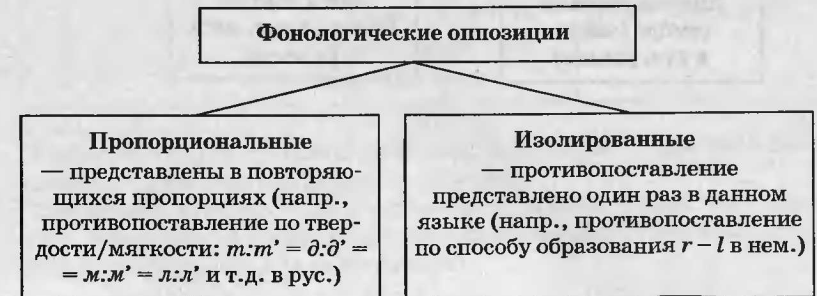 Фонологические оппозиции
Пропорциональные
— представлены в повторяю-
щихся пропорциях (напр.,
противопоставление по твер-
дости/мягкости: т:т’ = д:д’ =
= м:м’ = л:л’ и т.д. в рус.)
Изолированные
— противопоставление
представлено один раз в данном
языке (напр., противопоставление
по способу образования r – l в нем.)